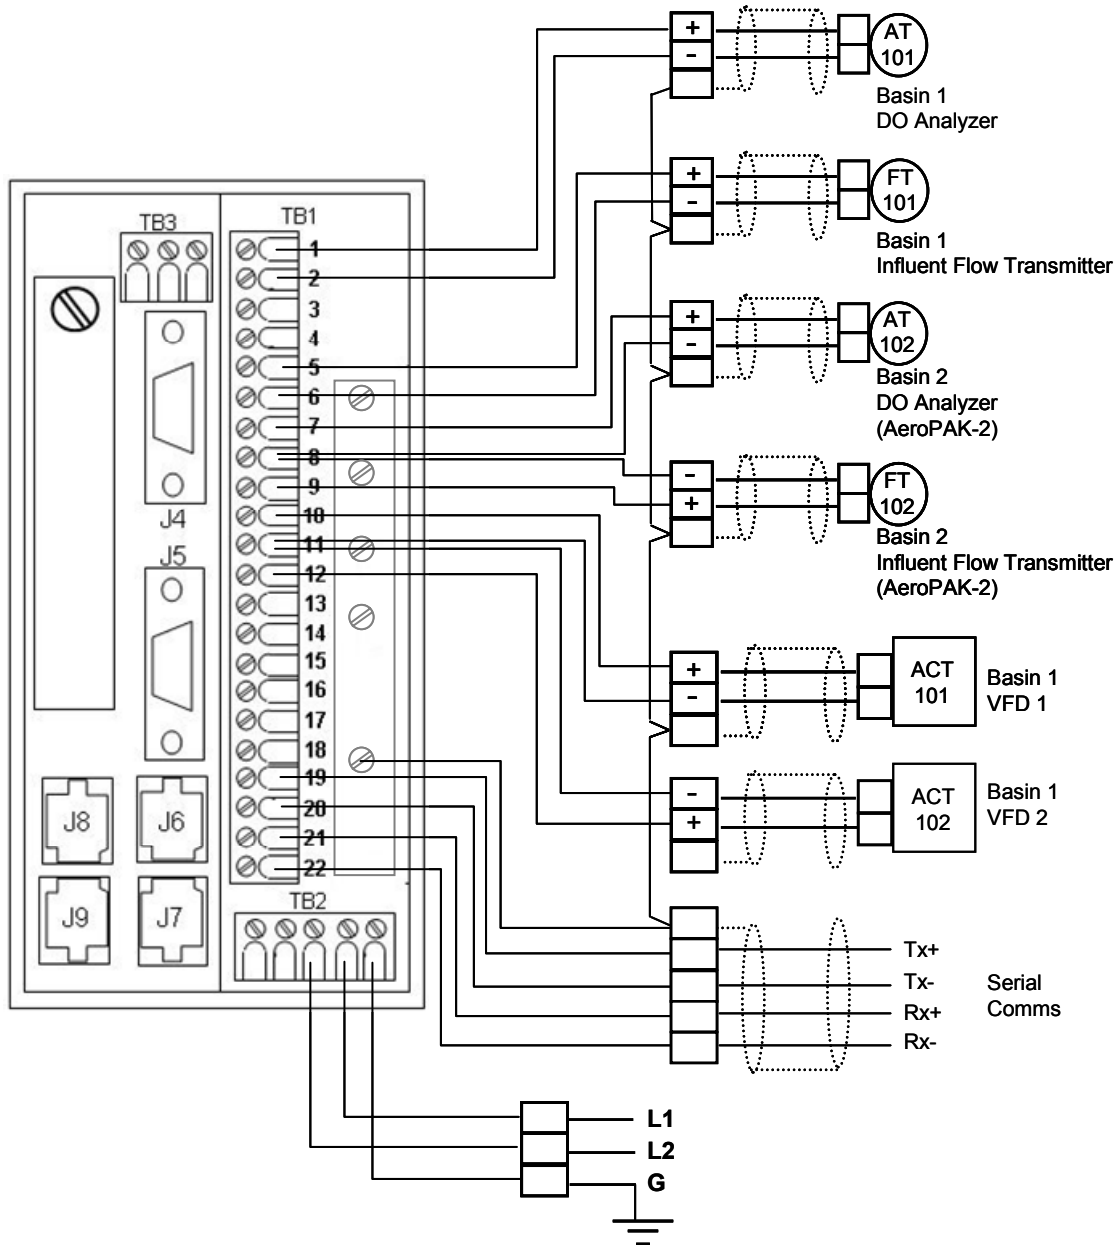 TB3
TB1
1
2
3
4
5
6
7
8
9
10
11
12
13
14
15
16
17
18
19
20
21
22
J4
J5
J8
J6
J9
J7
TB2
+
-
AT
101
Basin 1
DO Analyzer
+
-
FT
101
Basin 1
Influent Flow Transmitter
+
-
AT
102
Basin 2
DO Analyzer
(AeroPAK-2)
-
+
FT
102
Basin 2
Influent Flow Transmitter
(AeroPAK-2)
+
-
ACT
101
Basin 1
VFD 1
-
+
ACT
102
Basin 1
VFD 2
Tx+
Tx-
Rx+
Rx-
Serial
Comms
L1
L2
G